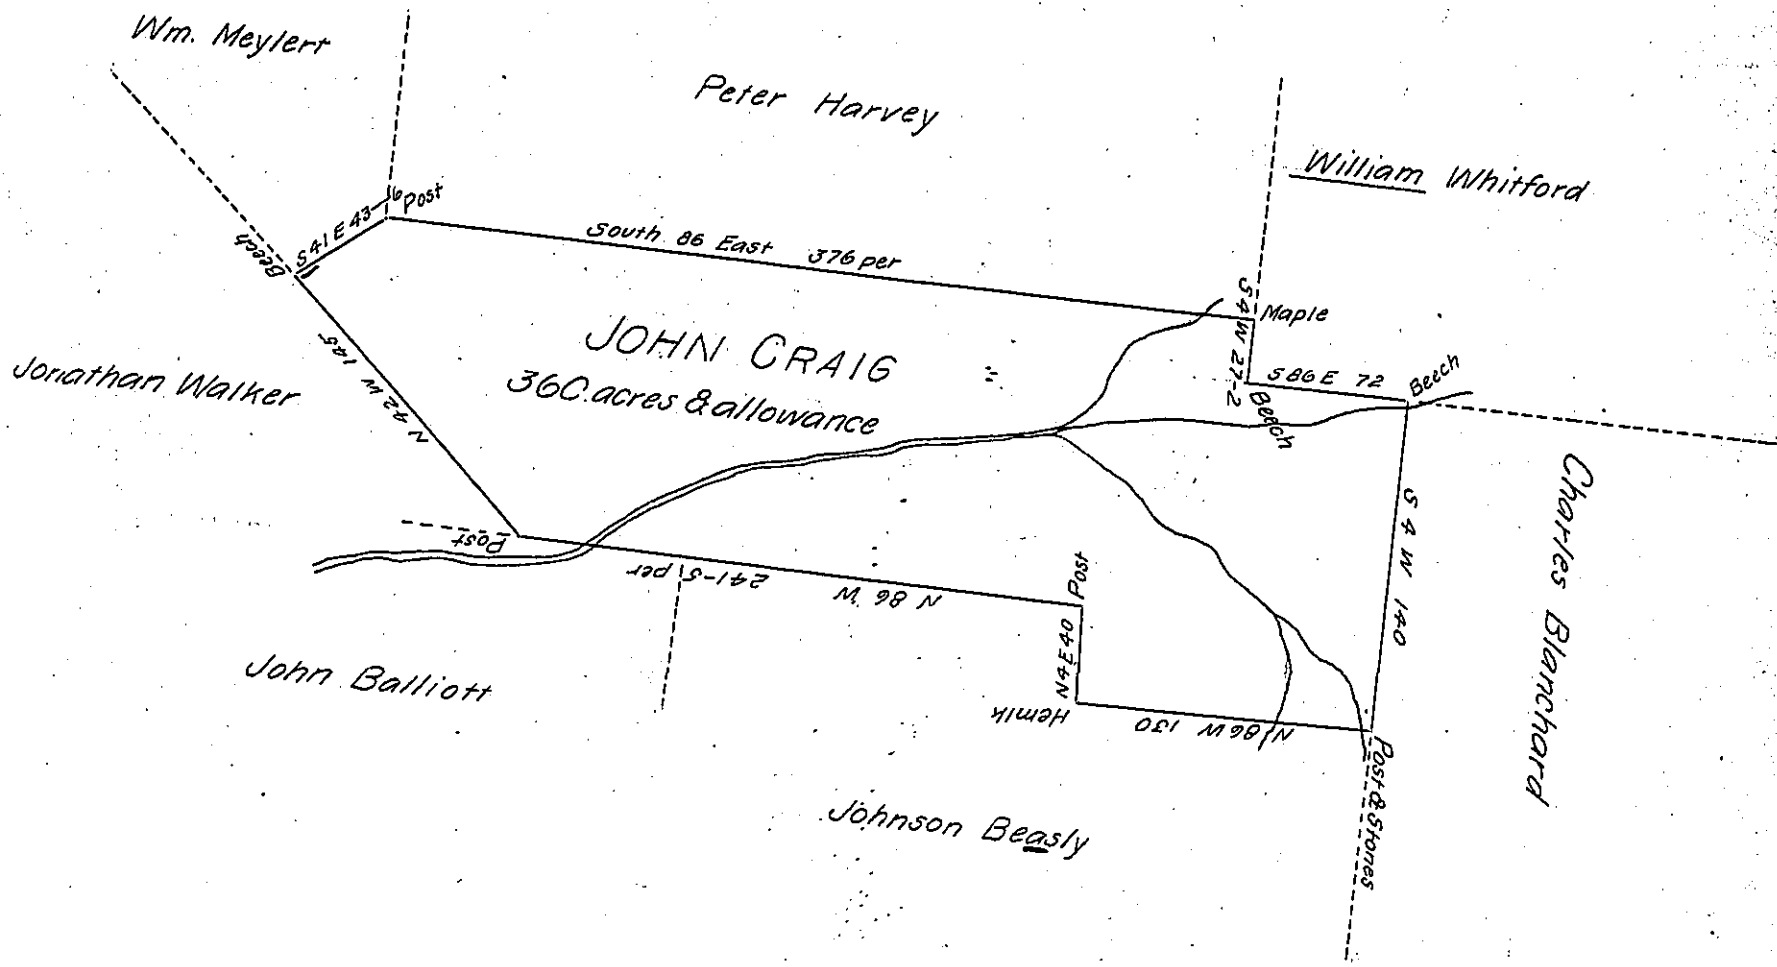 Wm. Meylert
Peter Harvey
William Whitford
S 41 E 43-6
Post
Beech
South 86 East 376 per
S 4 W 27-2
Maple
S 86 E 72
Beech
Beech
JOHN CRAIG
360 acres & allowance
Jonathan Walker
N 42 W 145
Post
N 86 W 241-5 per
Post
N 4 E 40
Hemlk
N 86 W 130
S 4 W 140
Charles Blanchard
Post & Stones
John Balliott
Johnson Beasly